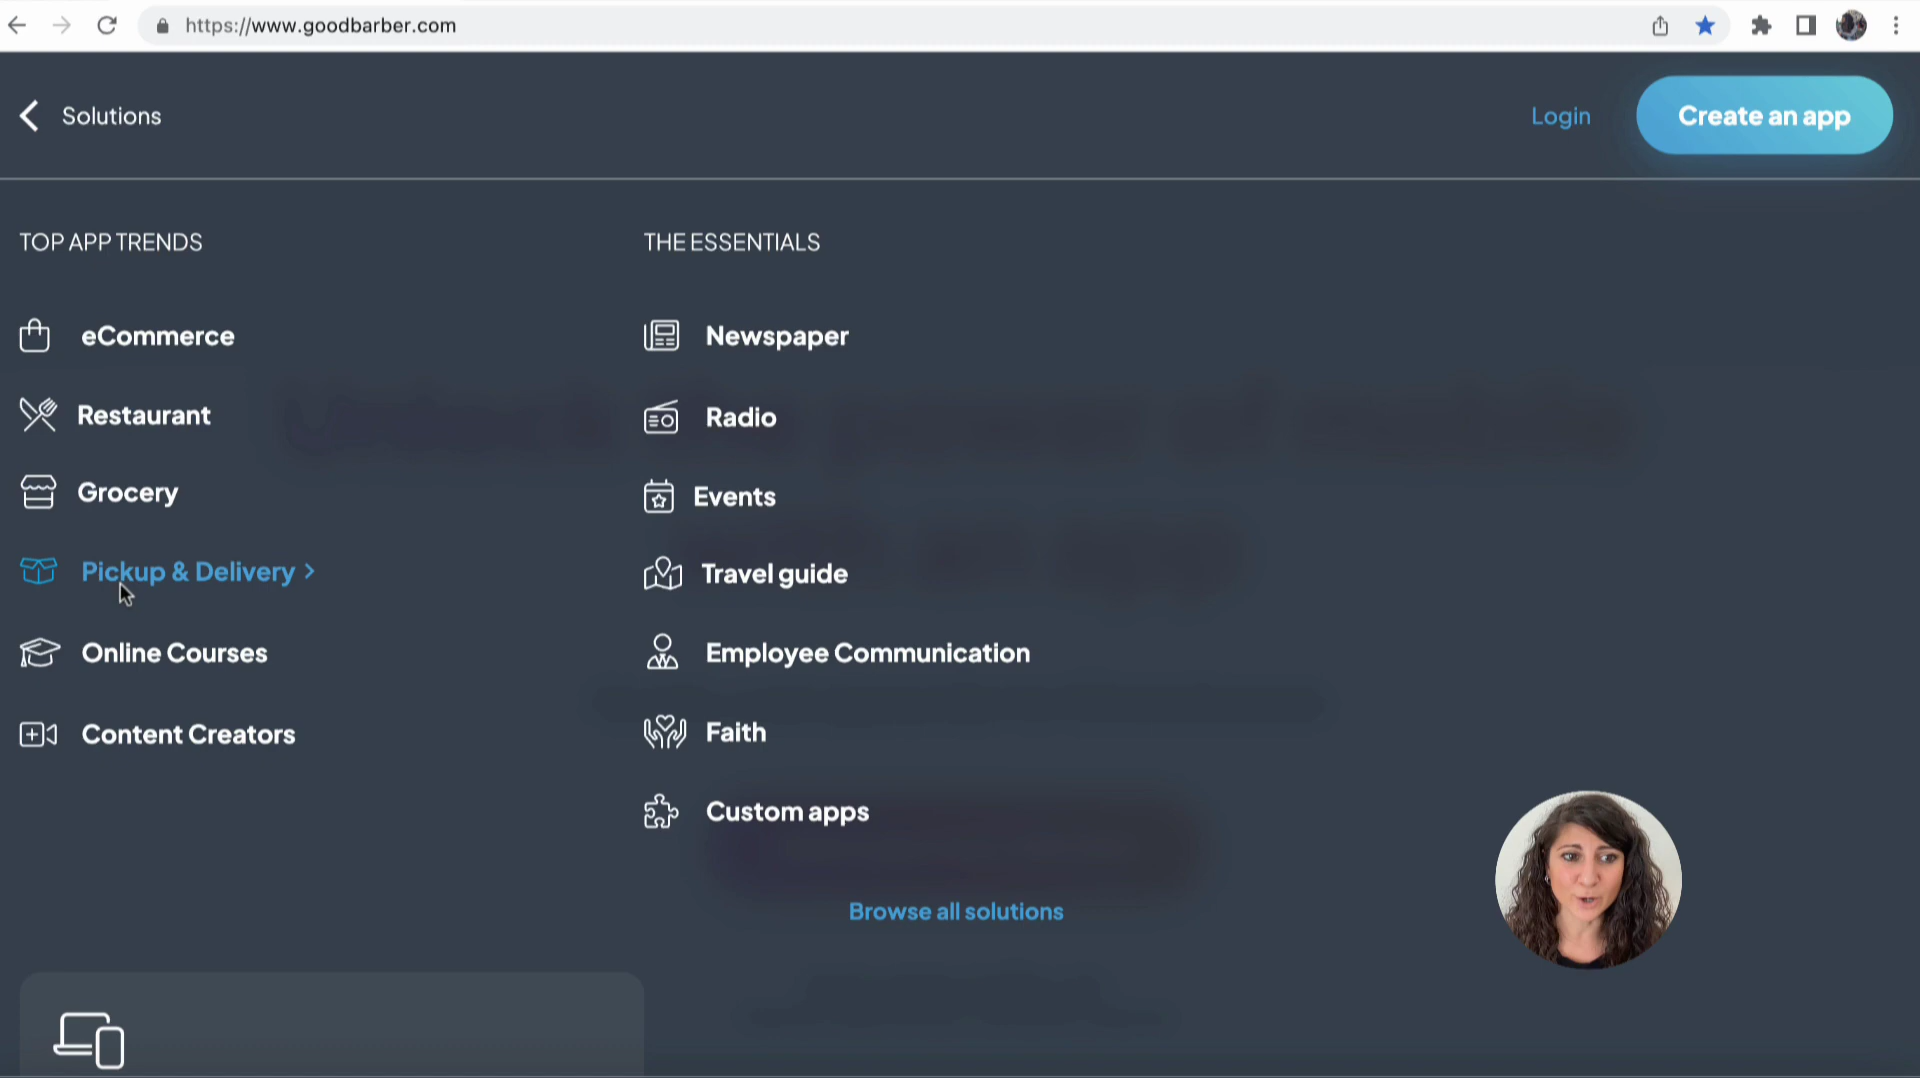 https://www.goodbarber.com
Solutions
Login
Create an app
TOP APP TRENDS
THE ESSENTIALS
eCommerce
Newspaper
Restaurant
Radio
Grocery
Events
Pickup & Delivery >
Travel guide
Online Courses
Employee Communication
Content Creators
Faith
Custom apps
Browse all solutions